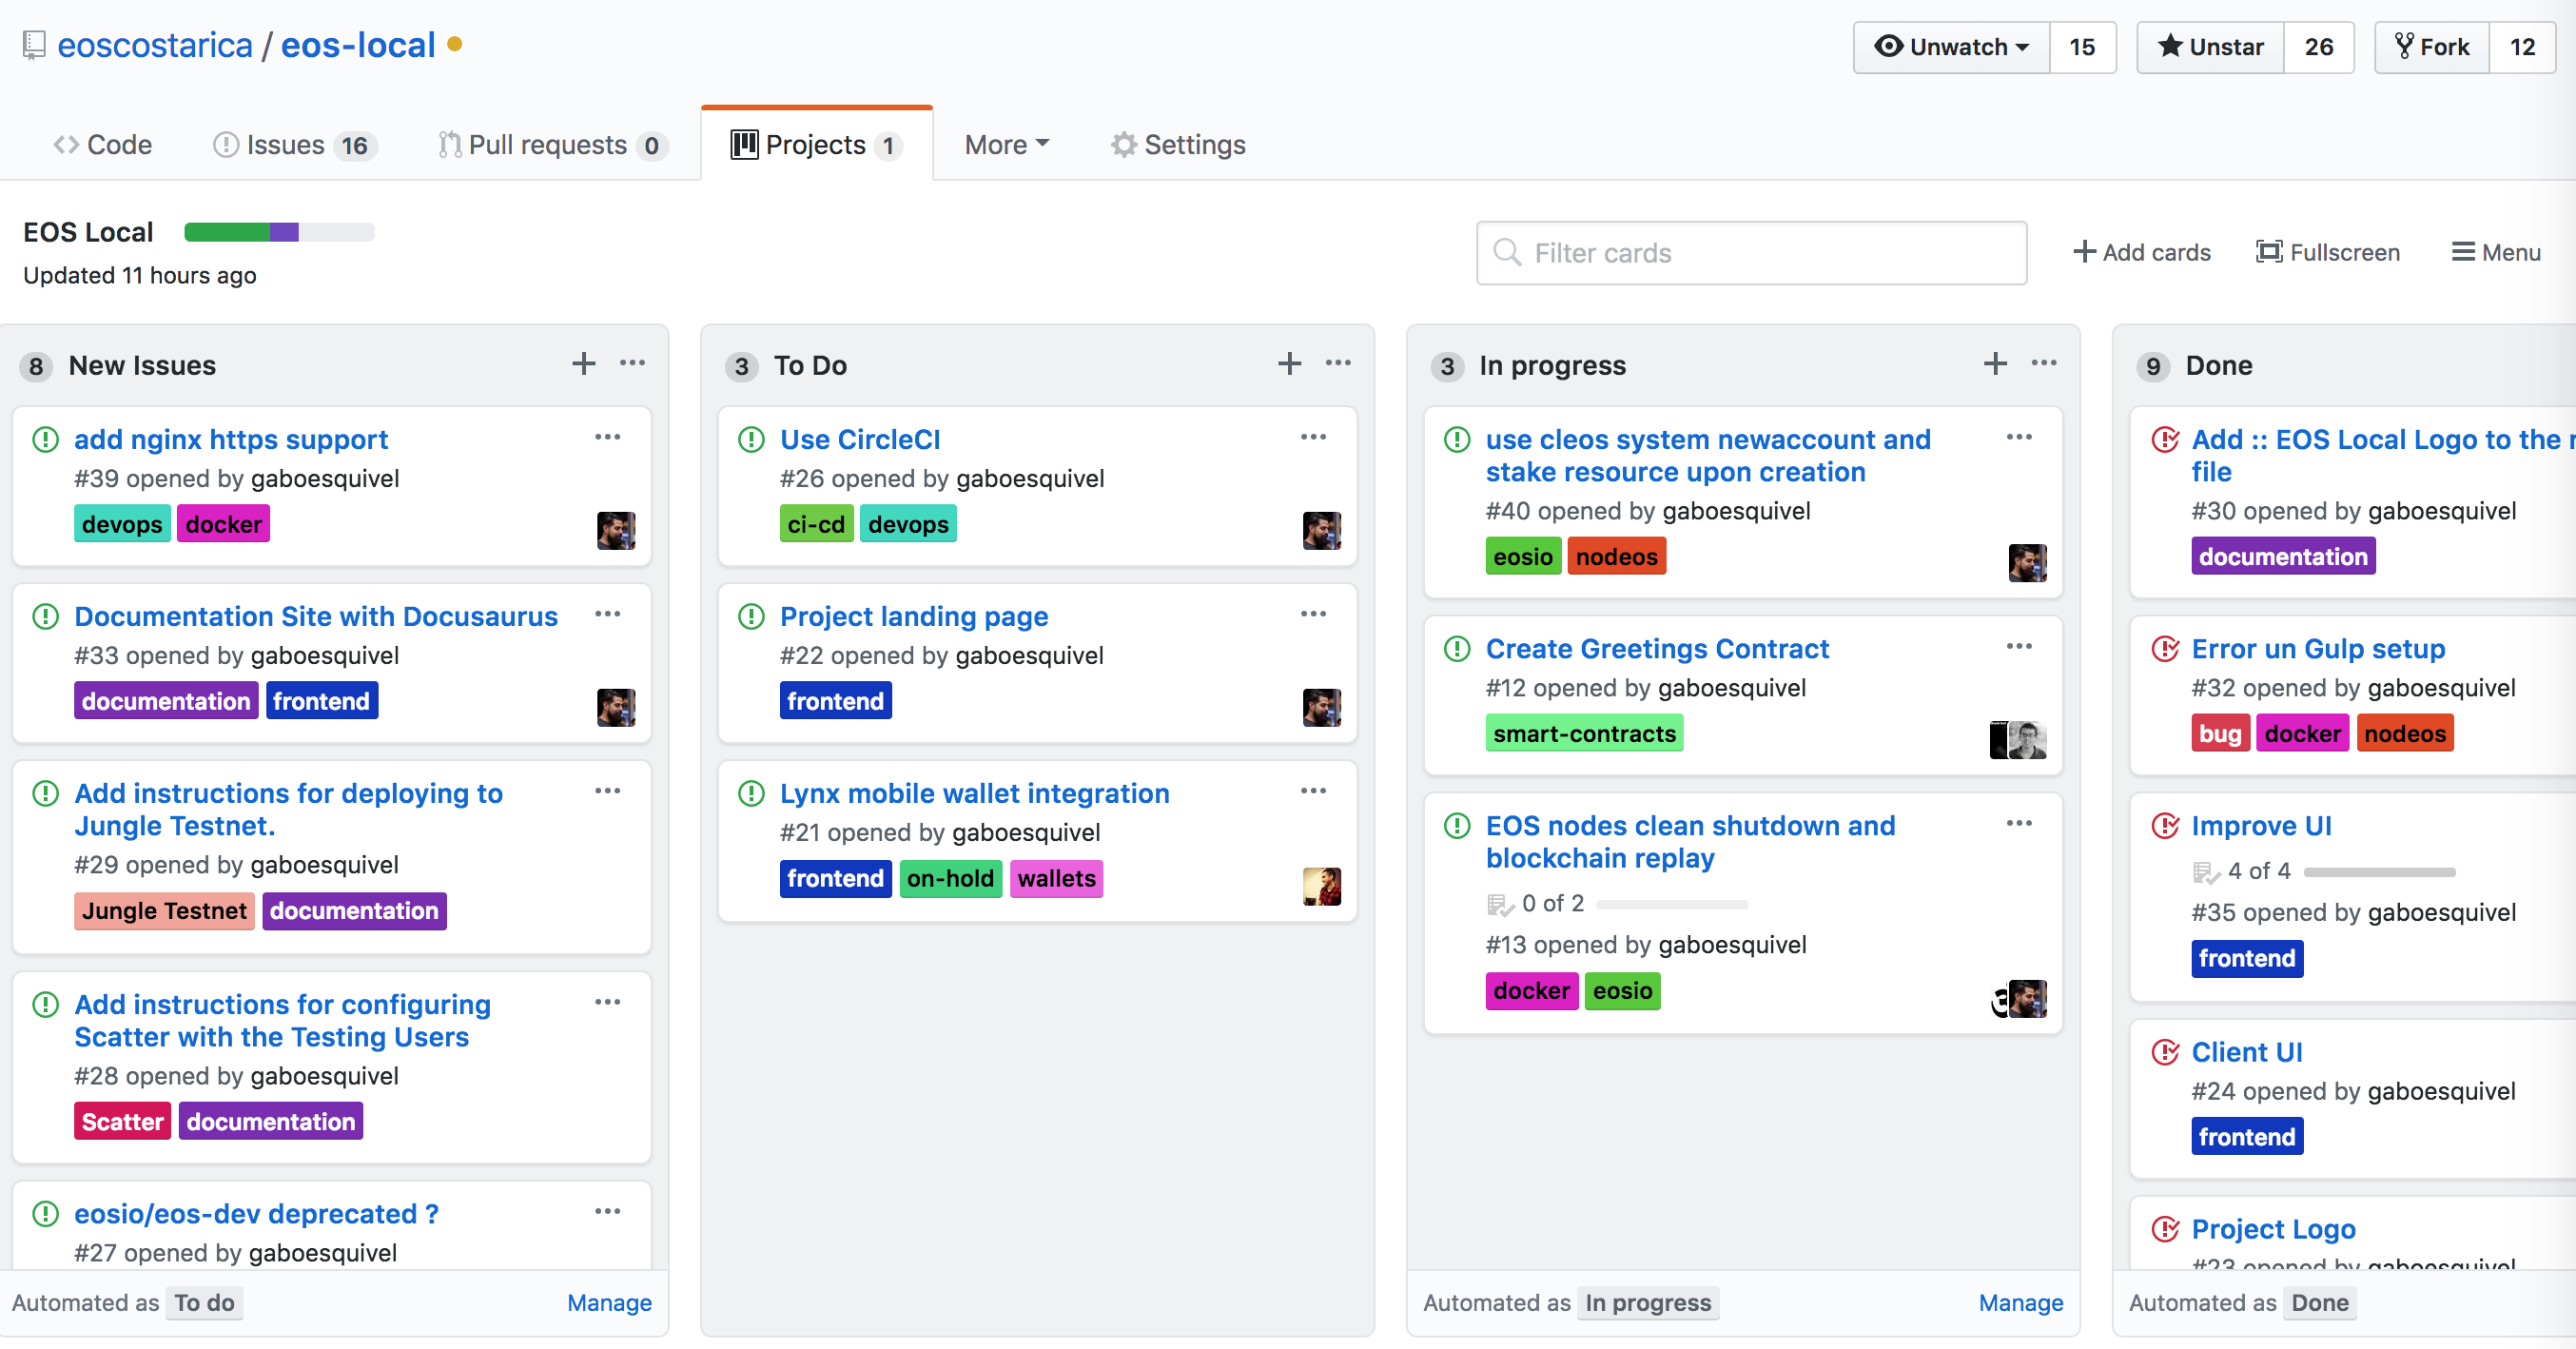 eoscostarica / eos-local
Unwatch 15
Unstar 26
Fork 12
Code
Issues 16
Pull requests 0
Projects 1
More
Settings
EOS Local
Updated 11 hours ago
Filter cards
Add cards
Fullscreen
Menu
8 New Issues
add nginx https support
#39 opened by gaboesquivel
devops docker
Documentation Site with Docusaurus
#33 opened by gaboesquivel
documentation frontend
Add instructions for deploying to
Jungle Testnet.
#29 opened by gaboesquivel
Jungle Testnet documentation
Add instructions for configuring
Scatter with the Testing Users
#28 opened by gaboesquivel
Scatter documentation
eosio/eos-dev deprecated ?
#27 opened by gaboesquivel
Automated as To do
Manage
3 To Do
Use CircleCI
#26 opened by gaboesquivel
ci-cd devops
Project landing page
#22 opened by gaboesquivel
frontend
Lynx mobile wallet integration
#21 opened by gaboesquivel
frontend on-hold wallets
3 In progress
use cleos system newaccount and
stake resource upon creation
#40 opened by gaboesquivel
eosio nodeos
Create Greetings Contract
#12 opened by gaboesquivel
smart-contracts
EOS nodes clean shutdown and
blockchain replay
0 of 2
#13 opened by gaboesquivel
docker eosio
Automated as In progress
Manage
9 Done
Add :: EOS Local Logo to the
file
#30 opened by gaboesquivel
documentation
Error un Gulp setup
#32 opened by gaboesquivel
bug docker nodeos
Improve UI
4 of 4
#35 opened by gaboesquivel
frontend
Client UI
#24 opened by gaboesquivel
frontend
Project Logo
#23 opened by gaboesquivel
Automated as Done